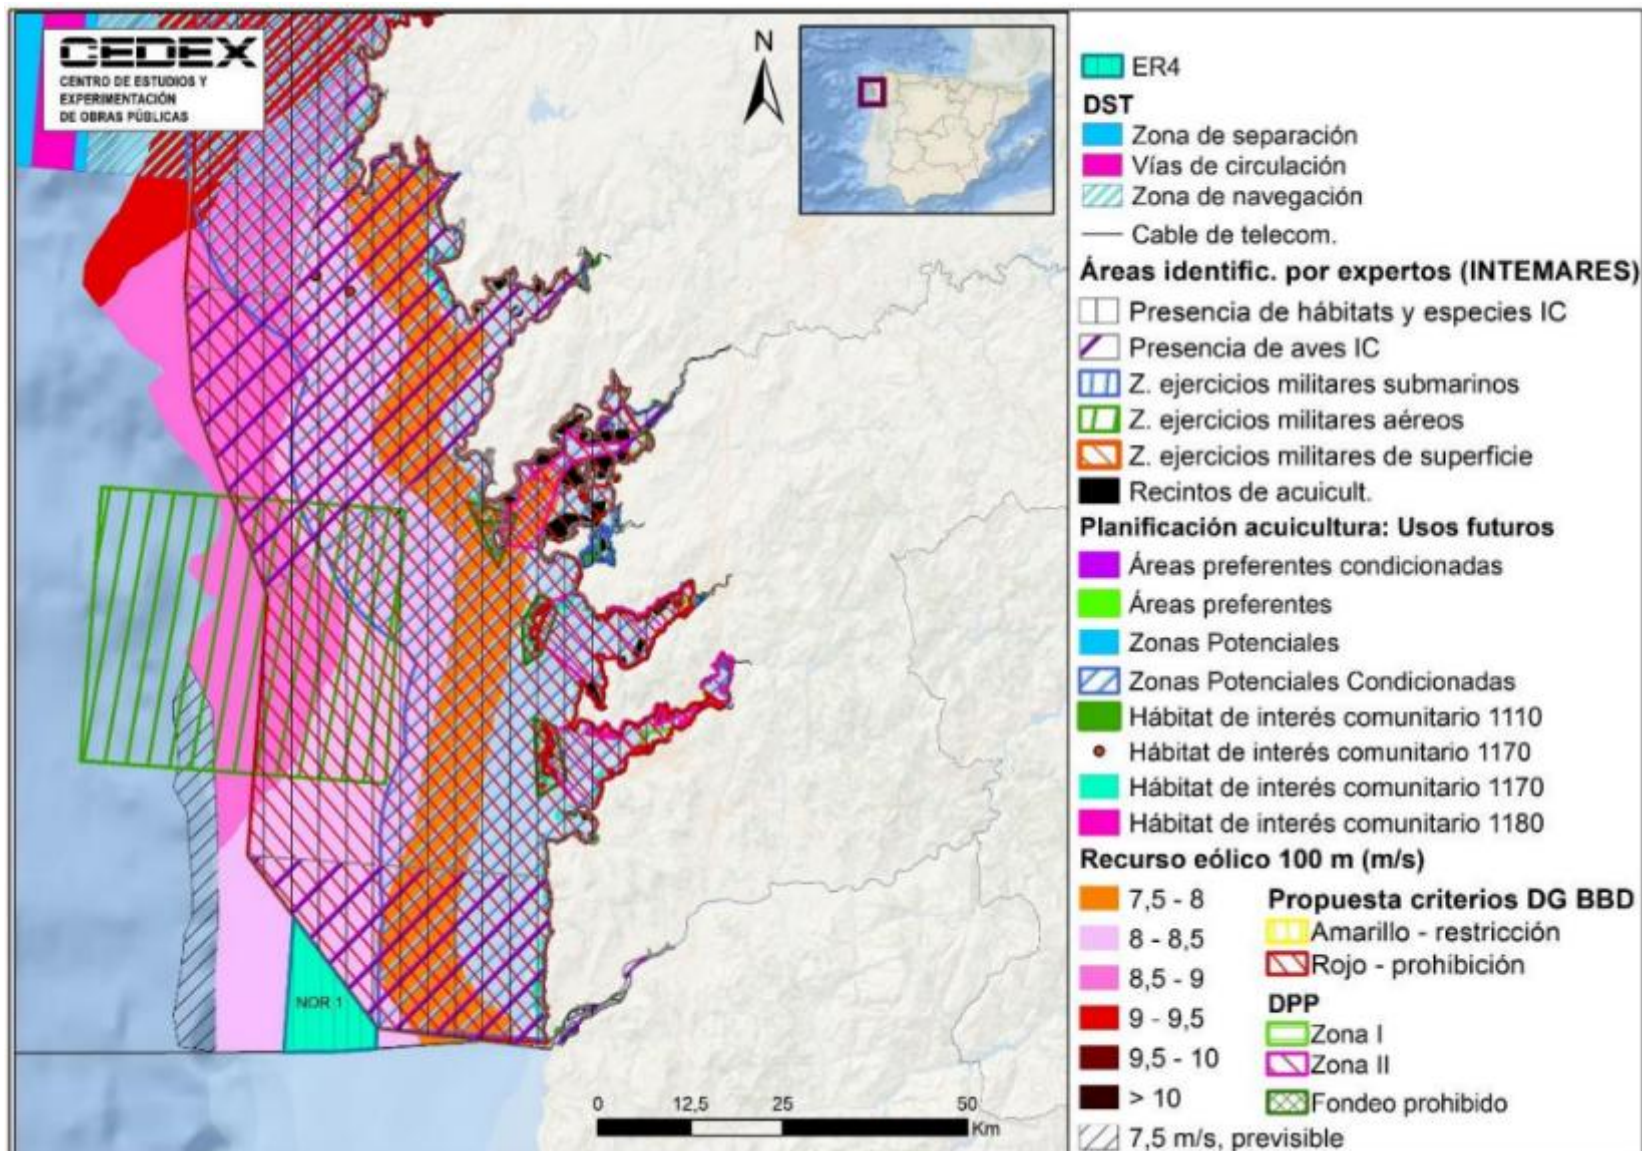 CEDEX
CENTRO DE ESTUDIOS Y
EXPERIMENTACIÓN
DE OBRAS PÚBLICAS
N
NOR 1
0 12,5 25 50
Km
ER4
DST
Zona de separación
Vías de circulación
Zona de navegación
Cable de telecom.
Áreas identific. por expertos (INTEMARES)
Presencia de hábitats y especies IC
Presencia de aves IC
Z. ejercicios militares submarinos
Z. ejercicios militares aéreos
Z. ejercicios militares de superficie
Recintos de acuicult.
Planificación acuicultura: Usos futuros
Áreas preferentes condicionadas
Áreas preferentes
Zonas Potenciales
Zonas Potenciales Condicionadas
Hábitat de interés comunitario 1110
Hábitat de interés comunitario 1170
Hábitat de interés comunitario 1170
Hábitat de interés comunitario 1180
Recurso eólico 100 m (m/s)
7,5 - 8
8 - 8,5
8,5 - 9
9 - 9,5
9,5 - 10
> 10
7,5 m/s, previsible
Propuesta criterios DG BBD
Amarillo - restricción
Rojo - prohibición
DPP
Zona I
Zona II
Fondeo prohibido